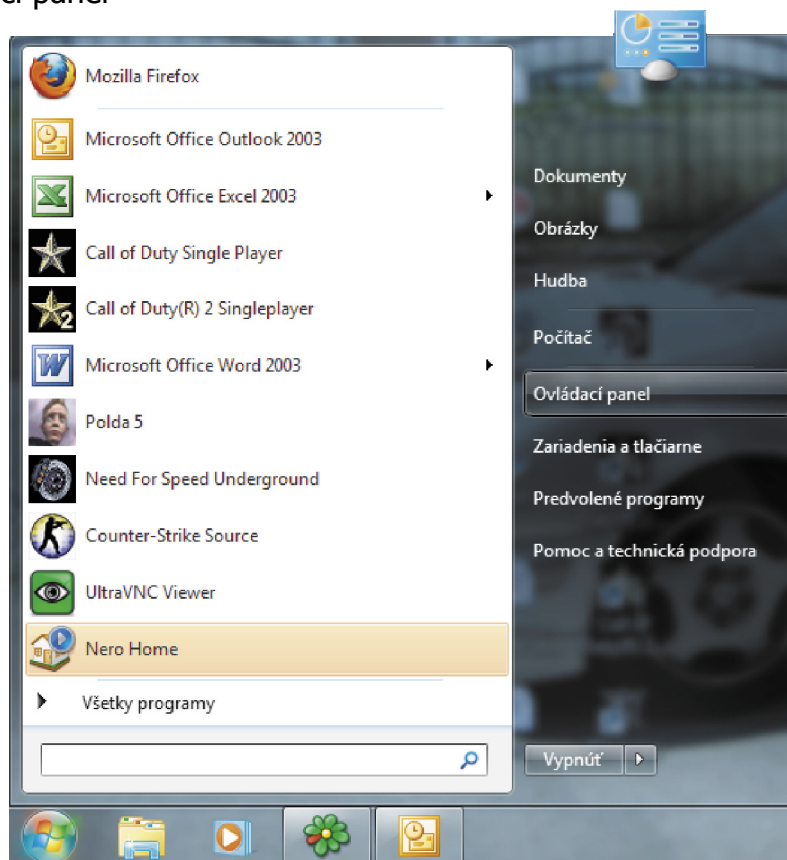 cí panel
Mozilla Firefox
Microsoft Office Outlook 2003
Microsoft Office Excel 2003
Call of Duty Single Player
Call of Duty(R) 2 Singleplayer
Microsoft Office Word 2003
Polda 5
Need For Speed Underground
Counter-Strike Source
UltraVNC Viewer
Nero Home
Všetky programy
Dokumenty
Obrázky
Hudba
Počítač
Ovládací panel
Zariadenia a tlačiarne
Predvolené programy
Pomoc a technická podpora
Vypnúť